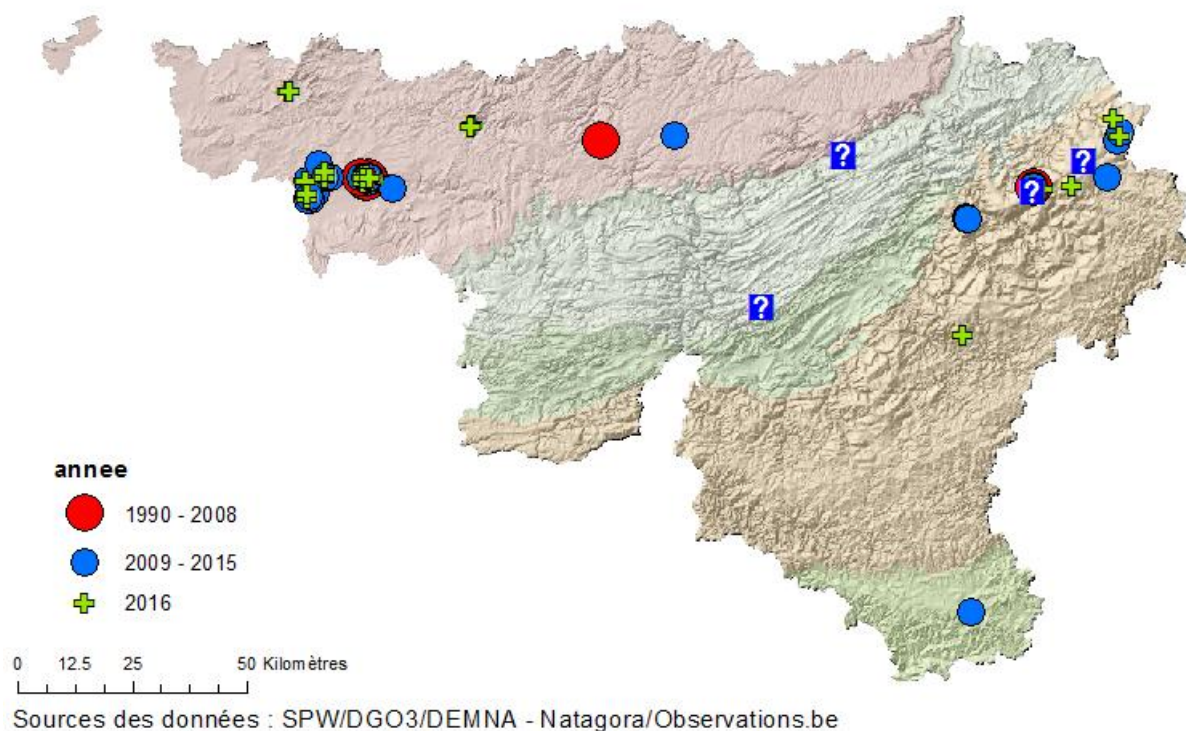 ?
?
?
?
annee
1990 - 2008
2009 - 2015
2016
0 12.5 25 50 Kilomètres
Sources des données : SPW/DGO3/DEMNA - Natagora/Observations.be